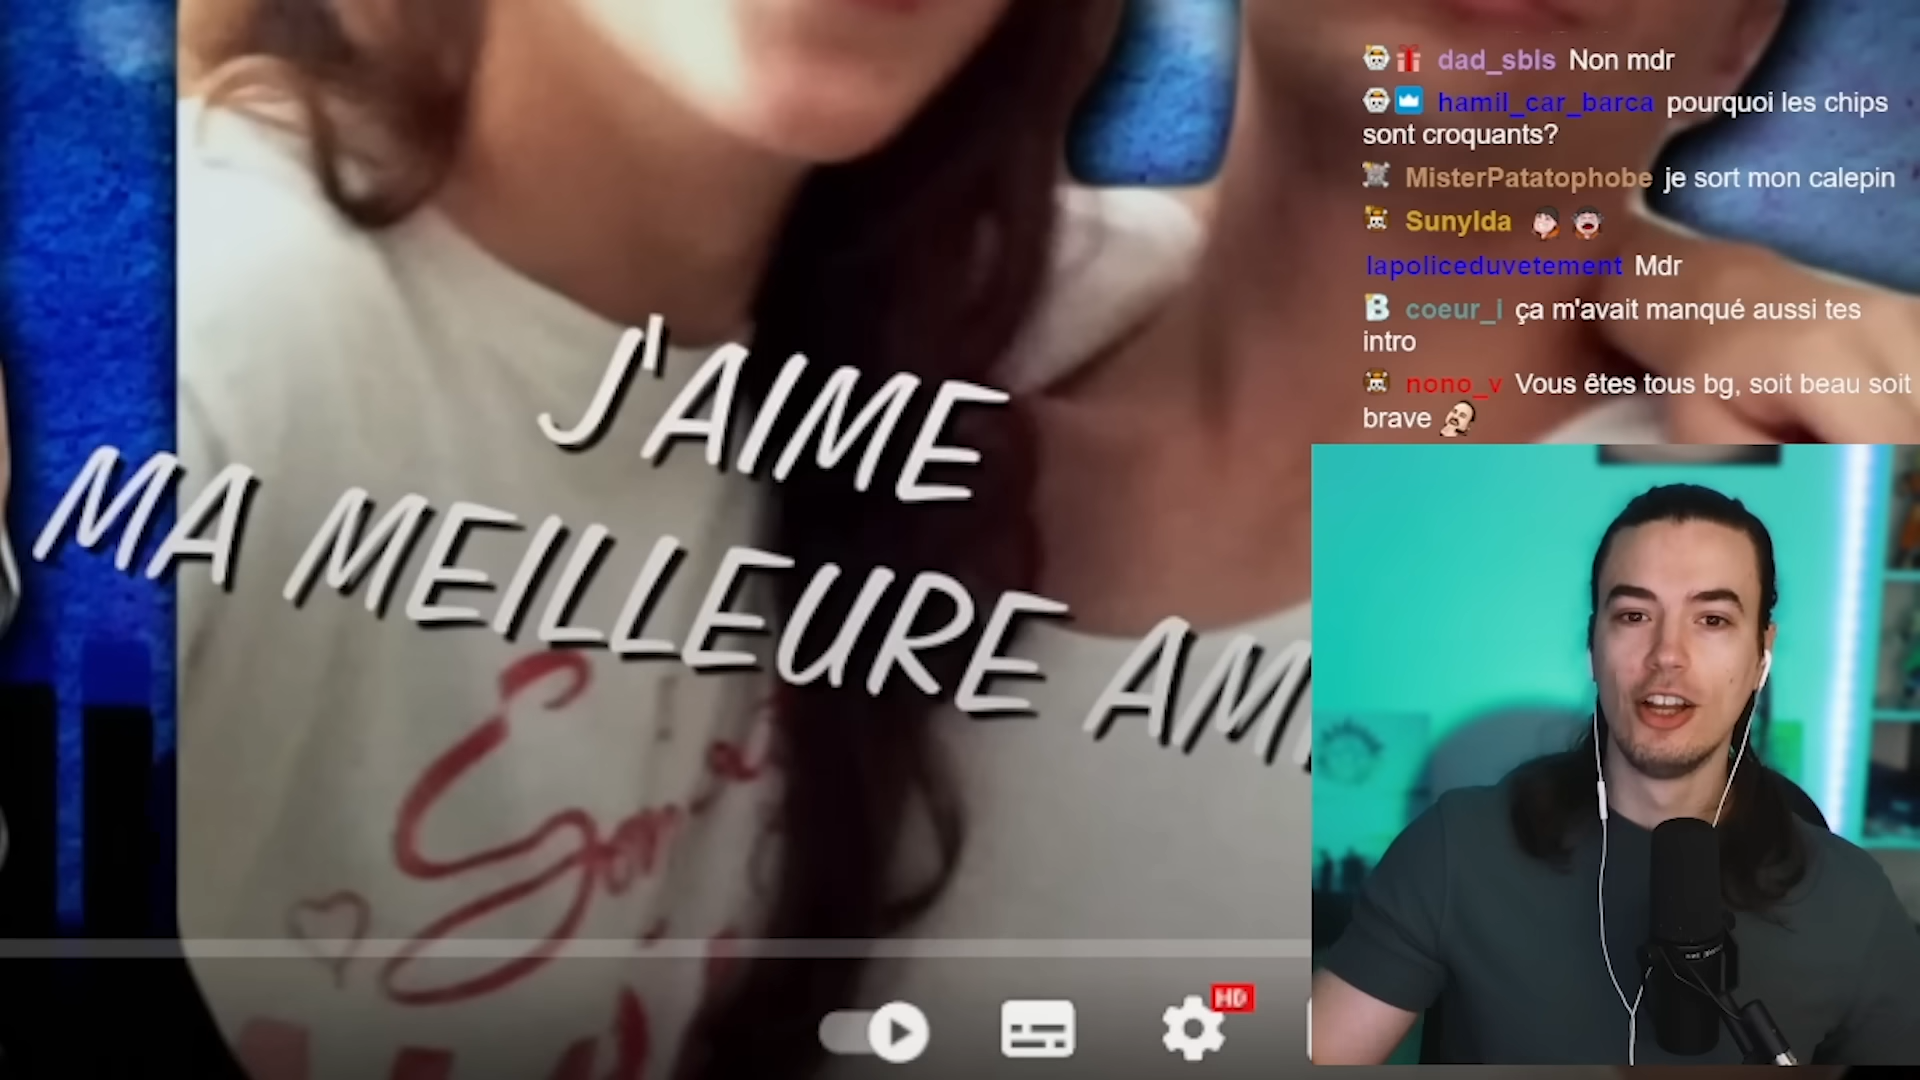 dad_sbls Non mdr
hamil_car_barca pourquoi les chips
sont croquants?
MisterPatatophobe je sort mon calepin
Sunylda
lapoliceduvetement Mdr
coeur_i ça m'avait manqué aussi tes
intro
nono_v Vous êtes tous bg, soit beau soit
brave
J'AIME
MA MEILLEURE AMI
HD